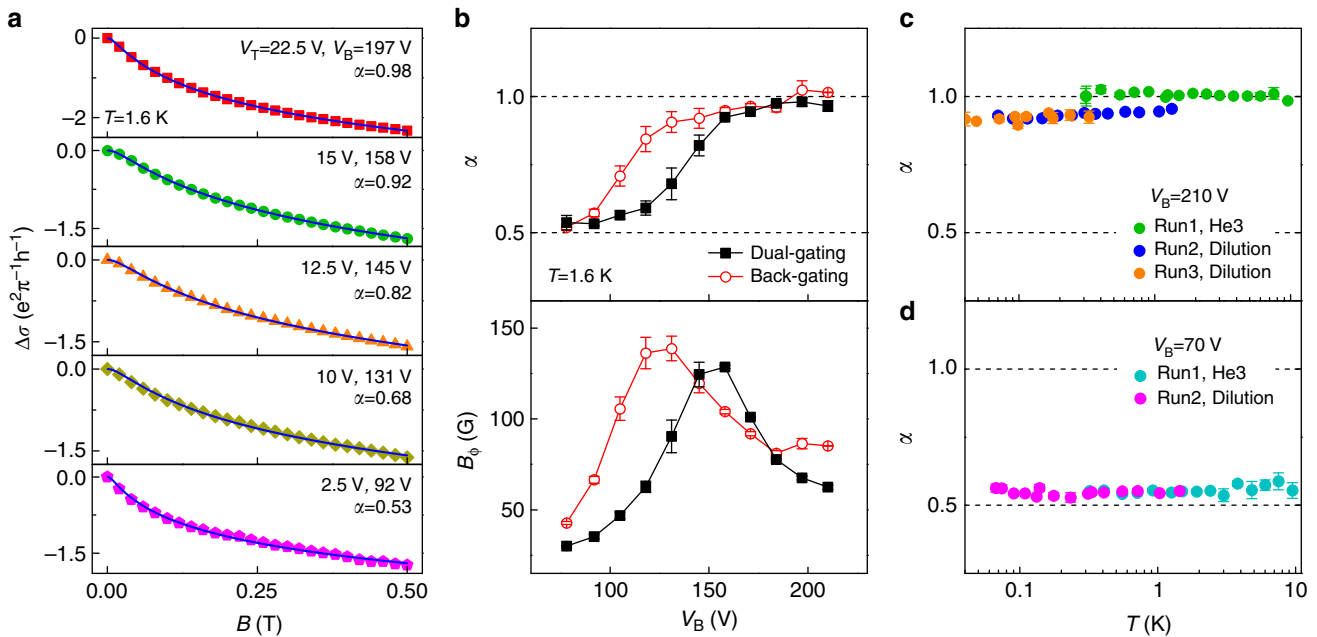 a
Δσ (e²π⁻¹h⁻¹)
0
−2
V_T=22.5 V, V_B=197 V
α=0.98
T=1.6 K
0.0
−1.5
15 V, 158 V
α=0.92
0.0
−1.5
12.5 V, 145 V
α=0.82
0.0
−1.5
10 V, 131 V
α=0.68
0.0
−1.5
2.5 V, 92 V
α=0.53
0.00 0.25 0.50
B (T)
b
α
1.0
0.5
T=1.6 K
Dual-gating
Back-gating
B_ϕ (G)
150
100
50
100 150 200
V_B (V)
c
α
1.0
0.5
V_B=210 V
Run1, He3
Run2, Dilution
Run3, Dilution
d
α
1.0
0.5
V_B=70 V
Run1, He3
Run2, Dilution
0.1 1 10
T (K)